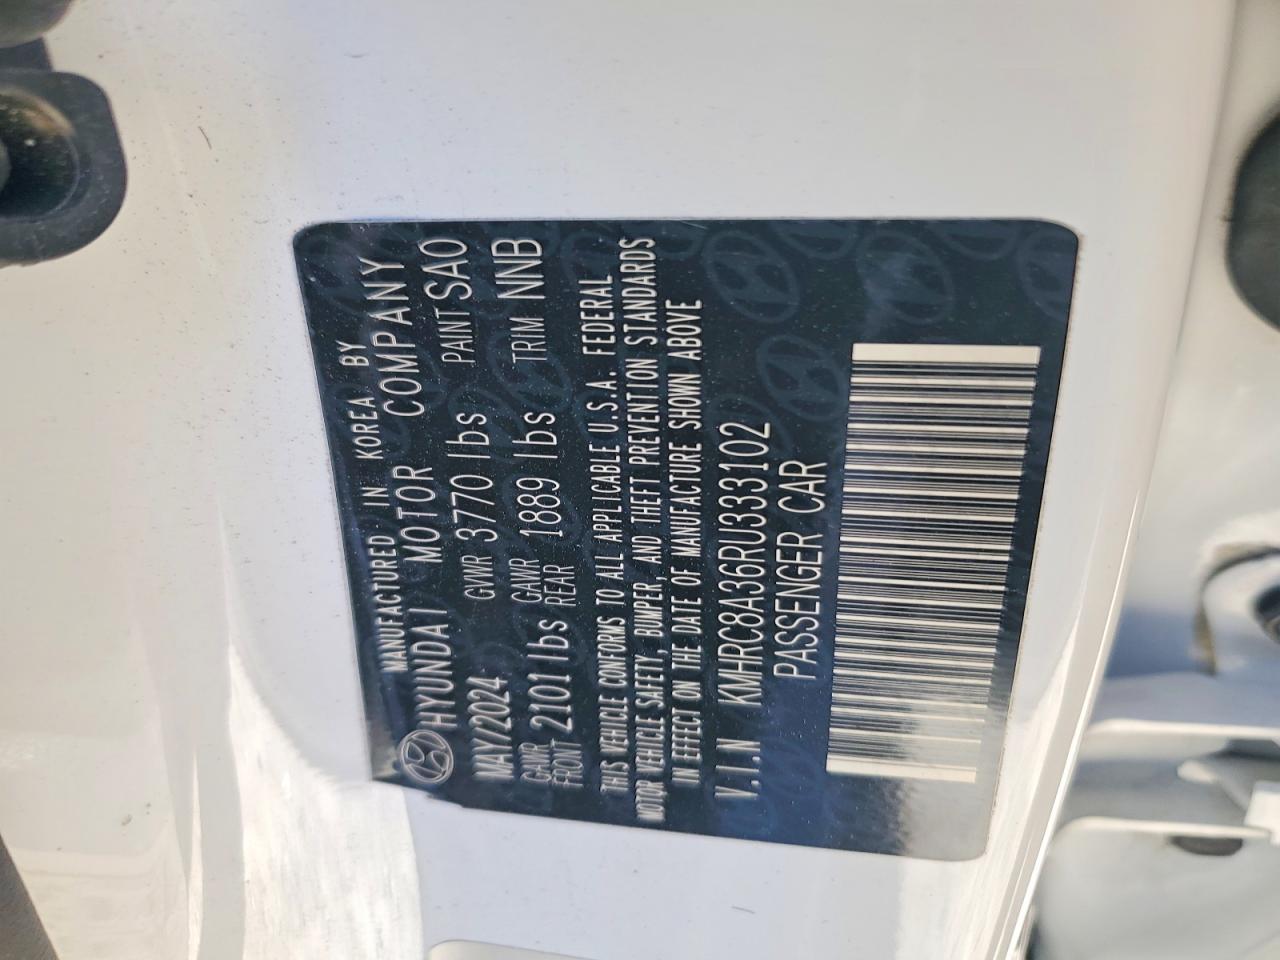 MANUFACTURED IN KOREA BY
HYUNDAI MOTOR COMPANY
MAY/2024 GVWR 3770 lbs PAINT SAO
GAWR FRONT 2101 lbs GAWR REAR 1889 lbs TRIM NNB
THIS VEHICLE CONFORMS TO ALL APPLICABLE U.S.A. FEDERAL
MOTOR VEHICLE SAFETY, BUMPER, AND THEFT PREVENTION STANDARDS
IN EFFECT ON THE DATE OF MANUFACTURE SHOWN ABOVE
V.I.N KMHRC8A36RU333102
PASSENGER CAR